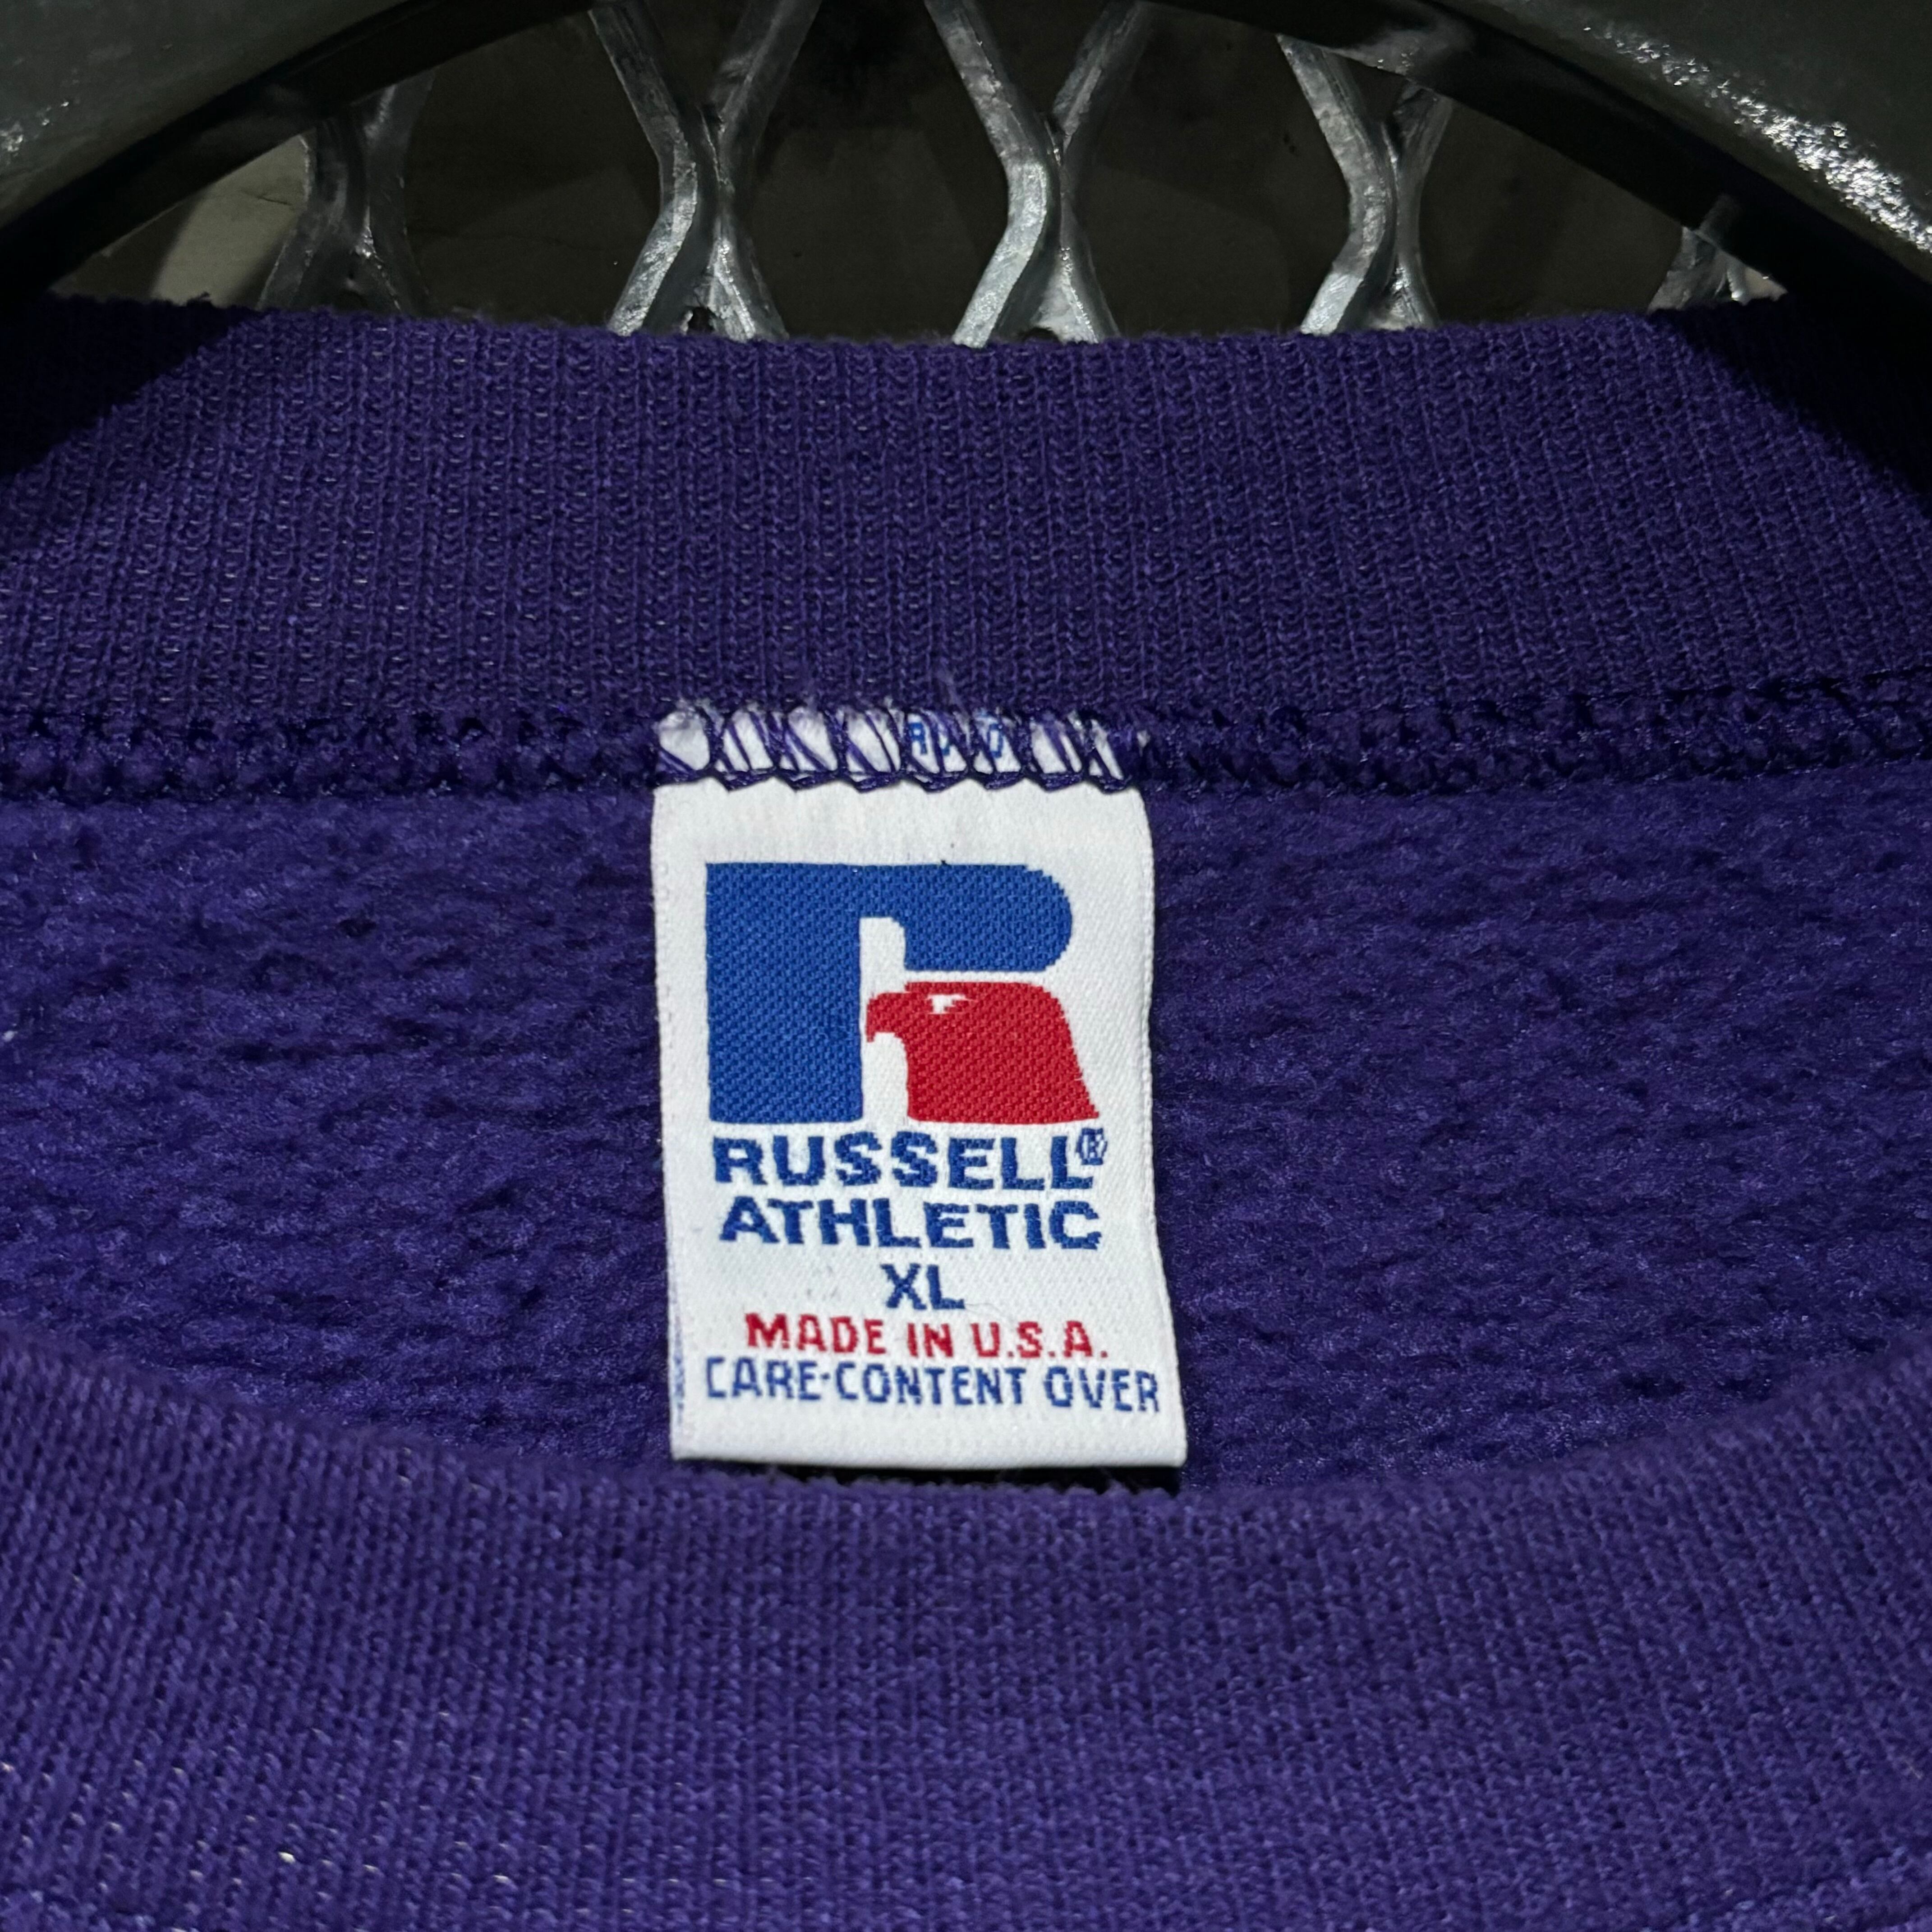 RUSSELL®
ATHLETIC
XL
MADE IN U.S.A.
CARE-CONTENT OVER